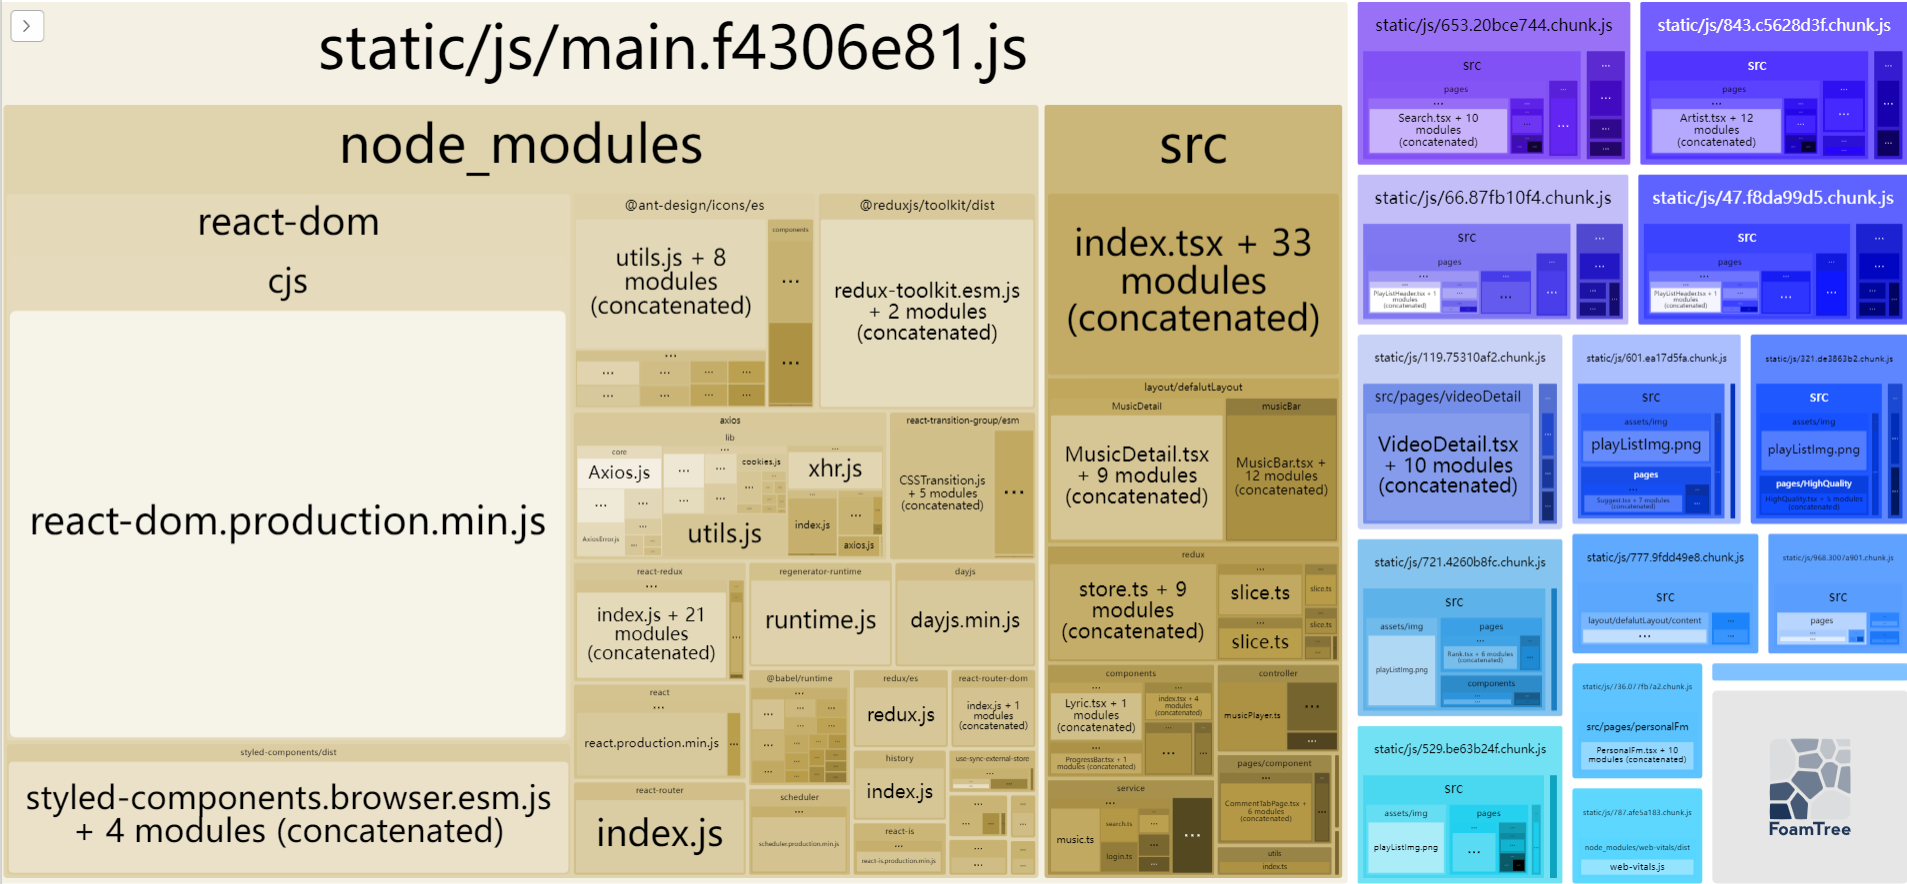 static/js/main.f4306e81.js
node_modules
react-dom
cjs
react-dom.production.min.js
styled-components/dist
styled-components.browser.esm.js
+ 4 modules (concatenated)
@ant-design/icons/es
utils.js + 8
modules
(concatenated)
components
...
...
...
@reduxjs/toolkit/dist
redux-toolkit.esm.js
+ 2 modules
(concatenated)
axios
lib
core
Axios.js
AxiosError.js
cookies.js
utils.js
xhr.js
index.js
axios.js
react-transition-group/esm
CSSTransition.js
+ 5 modules
(concatenated)
...
react-redux
...
index.js + 21
modules
(concatenated)
regenerator-runtime
runtime.js
dayjs
dayjs.min.js
react
...
react.production.min.js
...
react-router
index.js
@babel/runtime
...
scheduler
scheduler.production.min.js
redux/es
redux.js
history
index.js
react-is
...
react-is.production.min.js
react-router-dom
index.js + 1
modules
(concatenated)
use-sync-external-store
...
src
index.tsx + 33
modules
(concatenated)
layout/defalutLayout
MusicDetail
MusicDetail.tsx
+ 9 modules
(concatenated)
musicBar
MusicBar.tsx +
12 modules
(concatenated)
redux
store.ts + 9
modules
(concatenated)
...
slice.ts
...
slice.ts
slice.ts
slice.ts
components
...
Lyric.tsx + 1
modules
(concatenated)
...
ProgressBar.tsx + 1
modules (concatenated)
index.tsx + 4
modules
(concatenated)
...
controller
musicPlayer.ts
...
...
service
...
music.ts
search.ts
login.ts
...
pages/component
...
CommentTabPage.tsx +
6 modules
(concatenated)
utils
index.ts
static/js/653.20bce744.chunk.js
src
pages
...
Search.tsx + 10
modules
(concatenated)
static/js/843.c5628d3f.chunk.js
src
pages
...
Artist.tsx + 12
modules
(concatenated)
static/js/66.87fb10f4.chunk.js
src
pages
...
PlayListHeader.tsx + 1
modules
(concatenated)
static/js/47.f8da99d5.chunk.js
src
pages
...
PlayListHeader.tsx + 1
modules
(concatenated)
static/js/119.75310af2.chunk.js
src/pages/videoDetail
VideoDetail.tsx
+ 10 modules
(concatenated)
static/js/601.ea17d5fa.chunk.js
src
assets/img
playListImg.png
pages
...
Suggest.tsx + 7 modules
(concatenated)
static/js/321.de3863b2.chunk.js
src
assets/img
playListImg.png
pages/HighQuality
HighQuality.tsx + 5 modules
(concatenated)
static/js/721.4260b8fc.chunk.js
src
assets/img
playListImg.png
pages
...
Rank.tsx + 6 modules
(concatenated)
components
static/js/777.9fdd49e8.chunk.js
src
layout/defalutLayout/content
...
static/js/968.3007a901.chunk.js
src
pages
static/js/736.077fb7a2.chunk.js
src/pages/personalFm
PersonalFm.tsx + 10
modules (concatenated)
static/js/529.be63b24f.chunk.js
src
assets/img
playListImg.png
pages
...
static/js/787.afe5a183.chunk.js
node_modules/web-vitals/dist
web-vitals.js
FoamTree